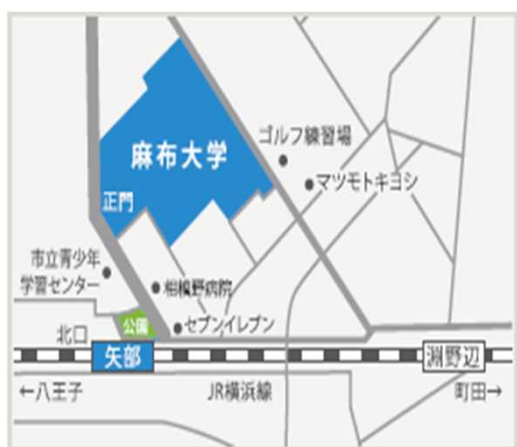 ゴルフ練習場
麻布大学
マツモトキヨシ
正門
市立青少年
学習センター
相模野病院
公園
セブンイレブン
北口
矢部
淵野辺
←八王子
JR横浜線
町田→